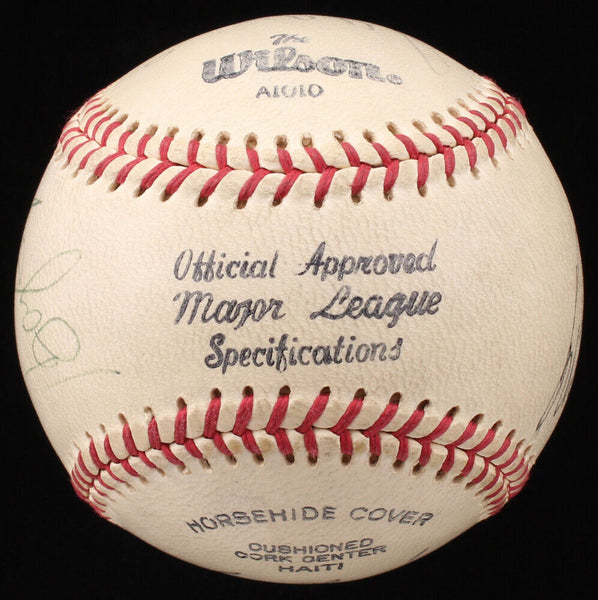 The
Wilson.
A1010
Official Approved
Major League
Specifications
HORSEHIDE COVER
CUSHIONED
CORK CENTER
HAITI